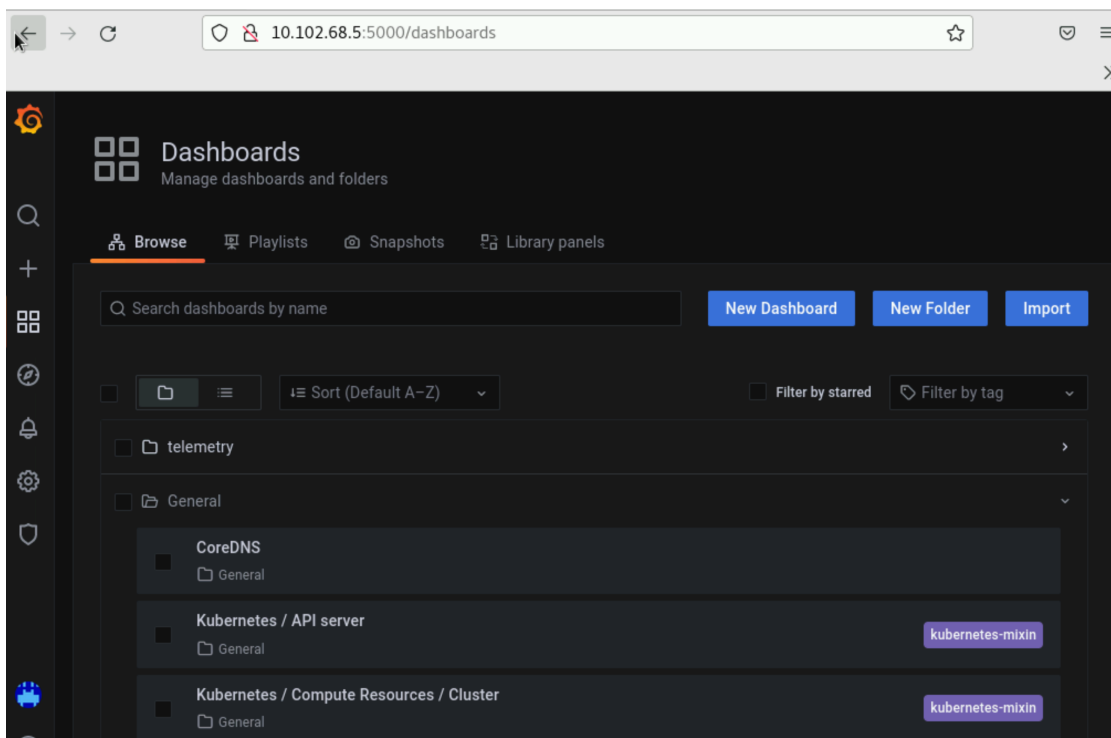 10.102.68.5:5000/dashboards
Dashboards
Manage dashboards and folders
Browse Playlists Snapshots Library panels
Search dashboards by name New Dashboard New Folder Import
Sort (Default A–Z) Filter by starred Filter by tag
telemetry
General
CoreDNS
General
Kubernetes / API server kubernetes-mixin
General
Kubernetes / Compute Resources / Cluster kubernetes-mixin
General